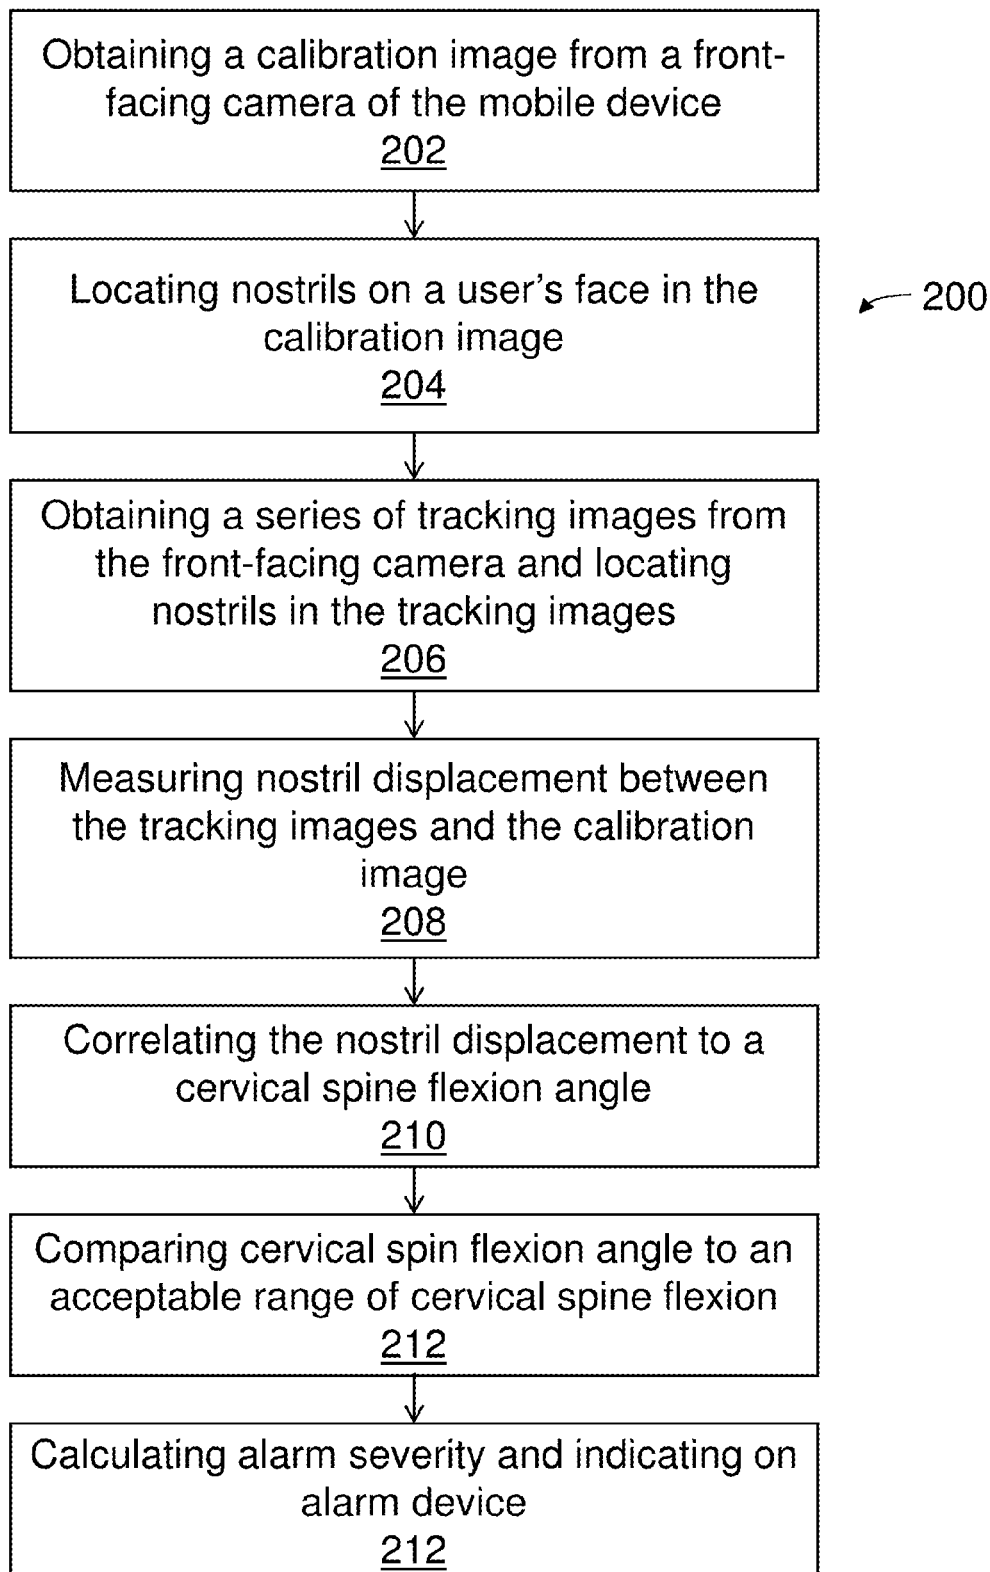 Obtaining a calibration image from a front-
facing camera of the mobile device
202
Locating nostrils on a user's face in the
calibration image
204
200
Obtaining a series of tracking images from
the front-facing camera and locating
nostrils in the tracking images
206
Measuring nostril displacement between
the tracking images and the calibration
image
208
Correlating the nostril displacement to a
cervical spine flexion angle
210
Comparing cervical spin flexion angle to an
acceptable range of cervical spine flexion
212
Calculating alarm severity and indicating on
alarm device
212